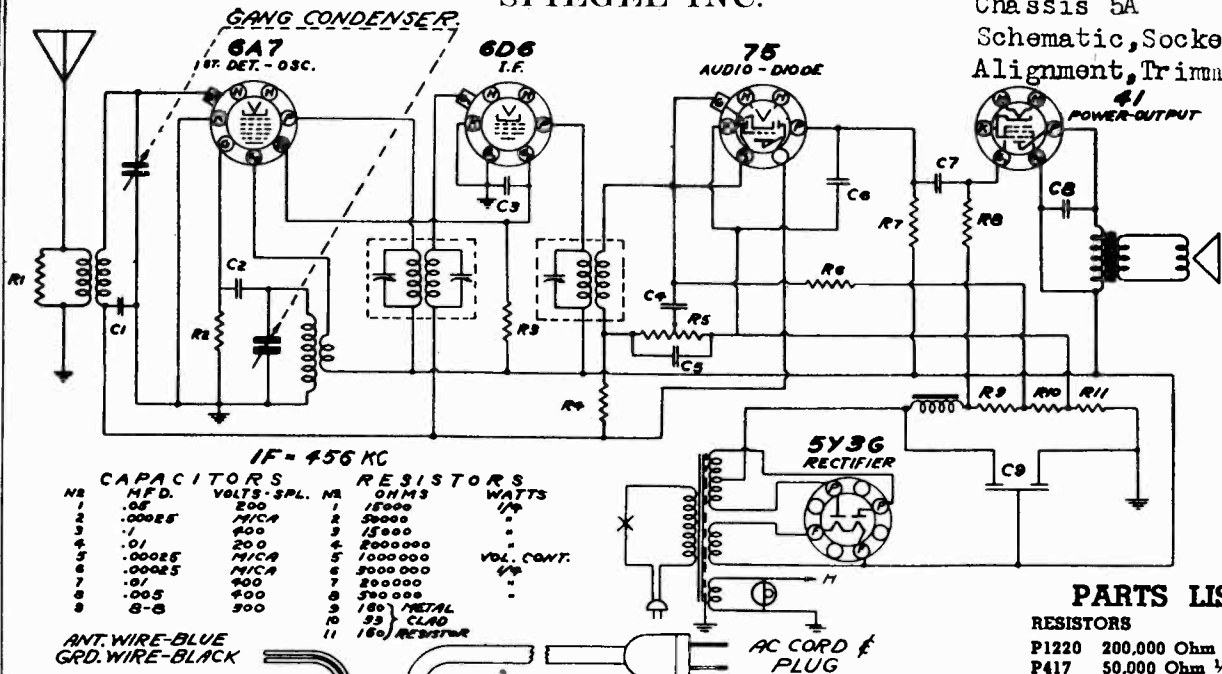 SPIEGEL INC.
Chassis 5A
Schematic, Socke
Alignment, Trimm
GANG CONDENSER.
6A7
1ST. DET. - OSC.
6D6
I.F.
75
AUDIO - DIODE
41
POWER-OUTPUT
C3
C6
C7
C8
R7
R8
R1
C1
C2
R2
R3
C4
R6
R5
C5
R4
R9
R10
R11
C9
5Y3G
RECTIFIER
H
IF = 456 KC
CAPACITORS RESISTORS
NO MFD. VOLTS - SPL. NO OHMS WATTS
1 .05 200 1 15000 1/4
2 .00025 MICA 2 50000 "
3 .1 400 3 15000 "
4 .01 200 4 2000000 "
5 .00025 MICA 5 1000000 VOL. CONT.
6 .00025 MICA 6 3000000 1/4
7 .01 400 7 200000 "
8 .005 400 8 500000 "
9 8-8 300 9 160 METAL
10 33 CLAD
11 160 RESISTOR
ANT. WIRE-BLUE
GRD. WIRE-BLACK
AC CORD &
PLUG
PARTS LIS
RESISTORS
P1220 200,000 Ohm
P417 50,000 Ohm